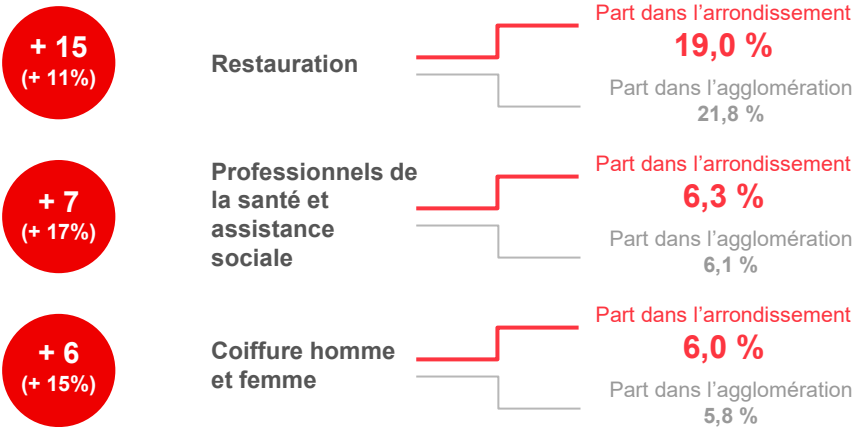 + 15
(+ 11%)
Restauration
Part dans l'arrondissement
19,0 %
Part dans l'agglomération
21,8 %
+ 7
(+ 17%)
Professionnels de
la santé et
assistance
sociale
Part dans l'arrondissement
6,3 %
Part dans l'agglomération
6,1 %
+ 6
(+ 15%)
Coiffure homme
et femme
Part dans l'arrondissement
6,0 %
Part dans l'agglomération
5,8 %